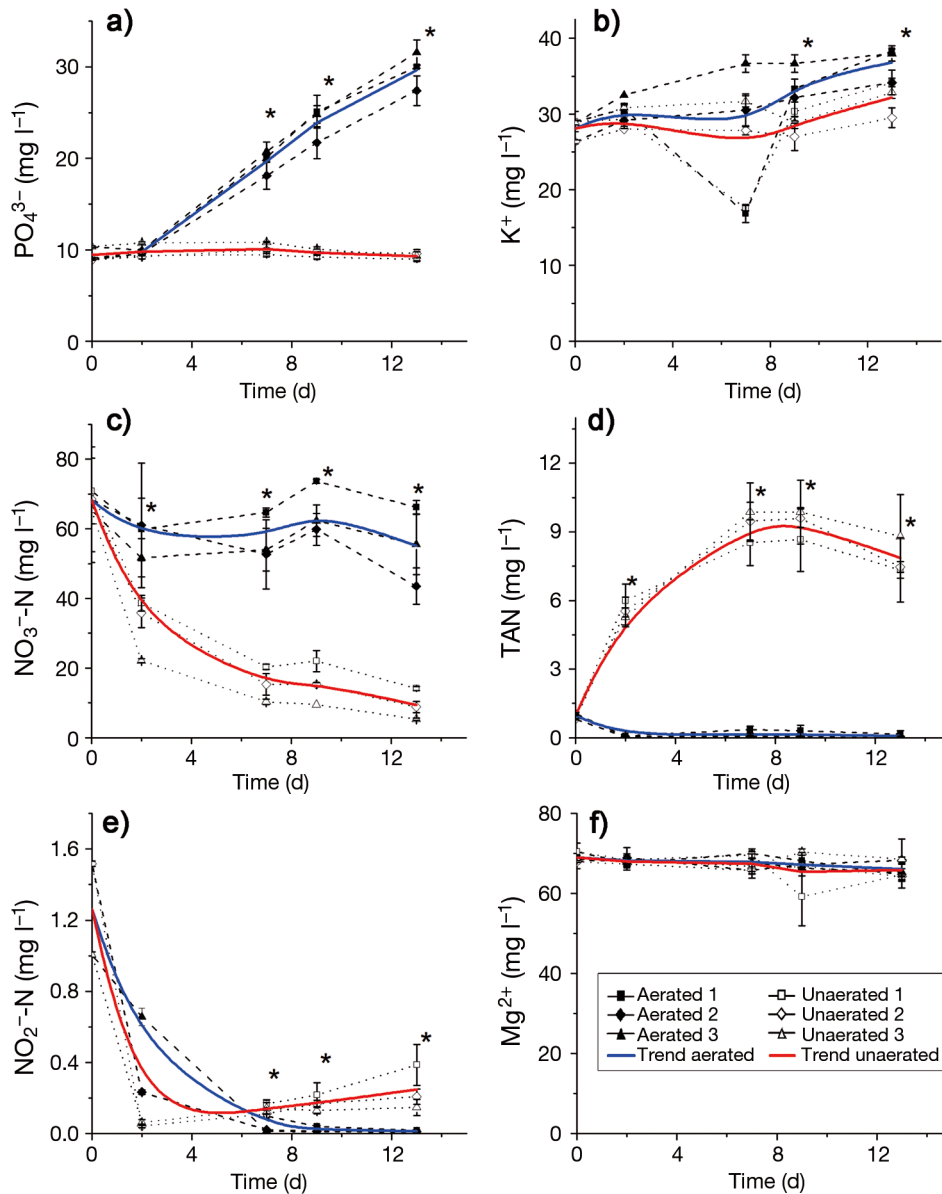 a)
*
*
*
30
20
10
0
PO₄³⁻ (mg l⁻¹)
0 4 8 12
Time (d)
b)
*
*
40
30
20
10
0
K⁺ (mg l⁻¹)
0 4 8 12
Time (d)
c)
*
*
*
*
80
60
40
20
0
NO₃⁻-N (mg l⁻¹)
0 4 8 12
Time (d)
d)
*
*
*
*
12
9
6
3
0
TAN (mg l⁻¹)
0 4 8 12
Time (d)
e)
*
*
*
1.6
1.2
0.8
0.4
0.0
NO₂⁻-N (mg l⁻¹)
0 4 8 12
Time (d)
f)
80
60
40
20
0
Mg²⁺ (mg l⁻¹)
Aerated 1 Unaerated 1
Aerated 2 Unaerated 2
Aerated 3 Unaerated 3
Trend aerated Trend unaerated
0 4 8 12
Time (d)